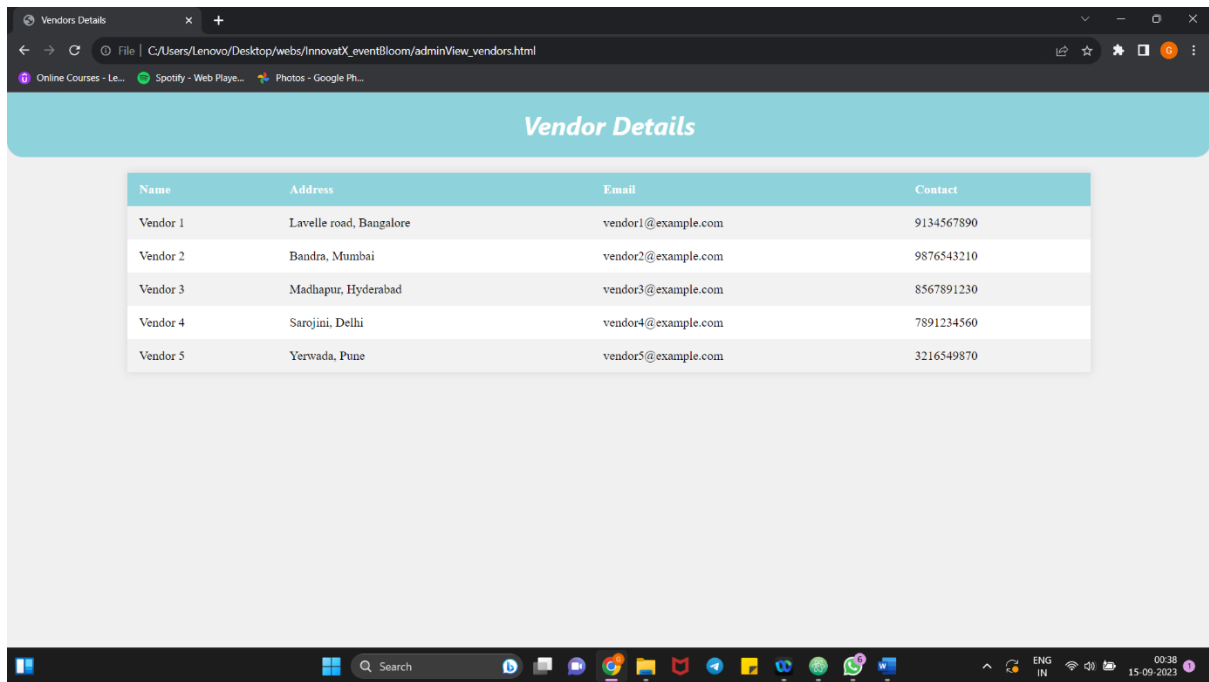 Vendors Details
File C:/Users/Lenovo/Desktop/webs/InnovatX_eventBloom/adminView_vendors.html
G
Online Courses - Le... Spotify - Web Playe... Photos - Google Ph...
Vendor Details
Name Address Email Contact
Vendor 1 Lavelle road, Bangalore vendor1@example.com 9134567890
Vendor 2 Bandra, Mumbai vendor2@example.com 9876543210
Vendor 3 Madhapur, Hyderabad vendor3@example.com 8567891230
Vendor 4 Sarojini, Delhi vendor4@example.com 7891234560
Vendor 5 Yerwada, Pune vendor5@example.com 3216549870
Search 6 ENG 00:38
IN 15-09-2023 1